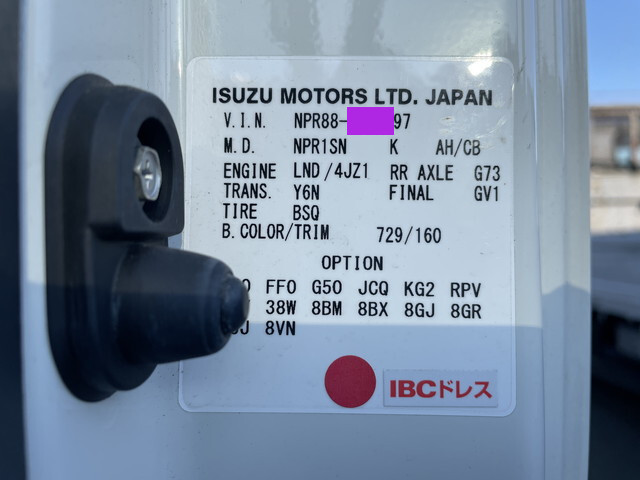 ISUZU MOTORS LTD. JAPAN
V.I.N. NPR88- 97
M.D. NPR1SN K AH/CB
ENGINE LND/4JZ1 RR AXLE G73
TRANS. Y6N FINAL GV1
TIRE BSQ
B.COLOR/TRIM 729/160
OPTION
FF0 G50 JCQ KG2 RPV
38W 8BM 8BX 8GJ 8GR
8VN
IBCドレス